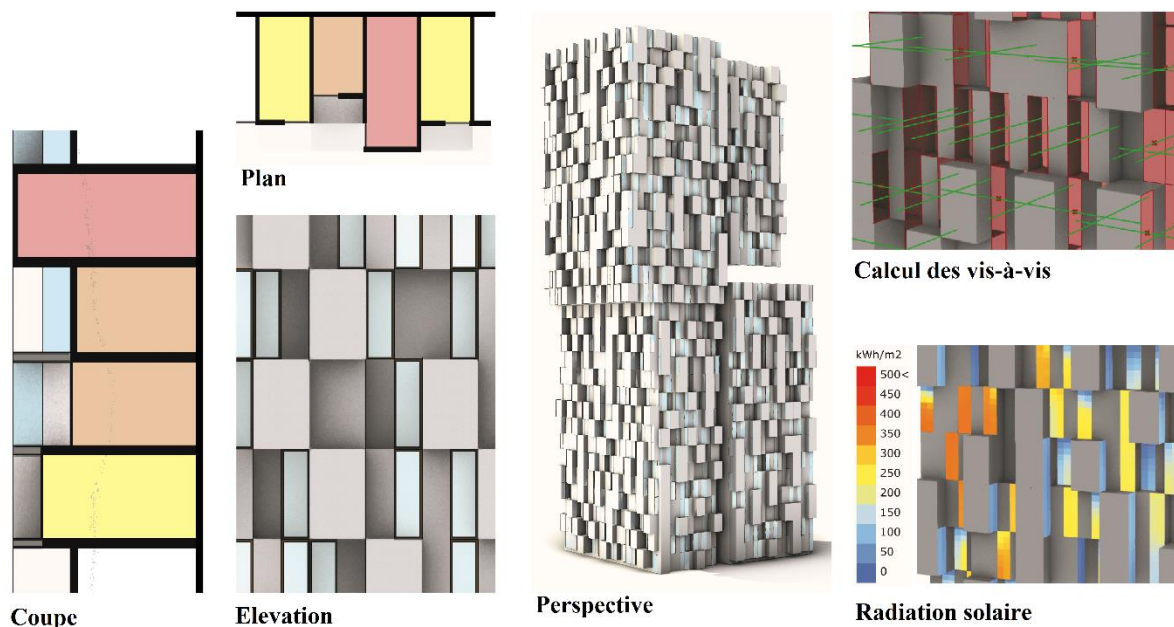 Plan
Coupe
Elevation
Perspective
Calcul des vis-à-vis
kWh/m2
500<
450
400
350
300
250
200
150
100
50
0
Radiation solaire